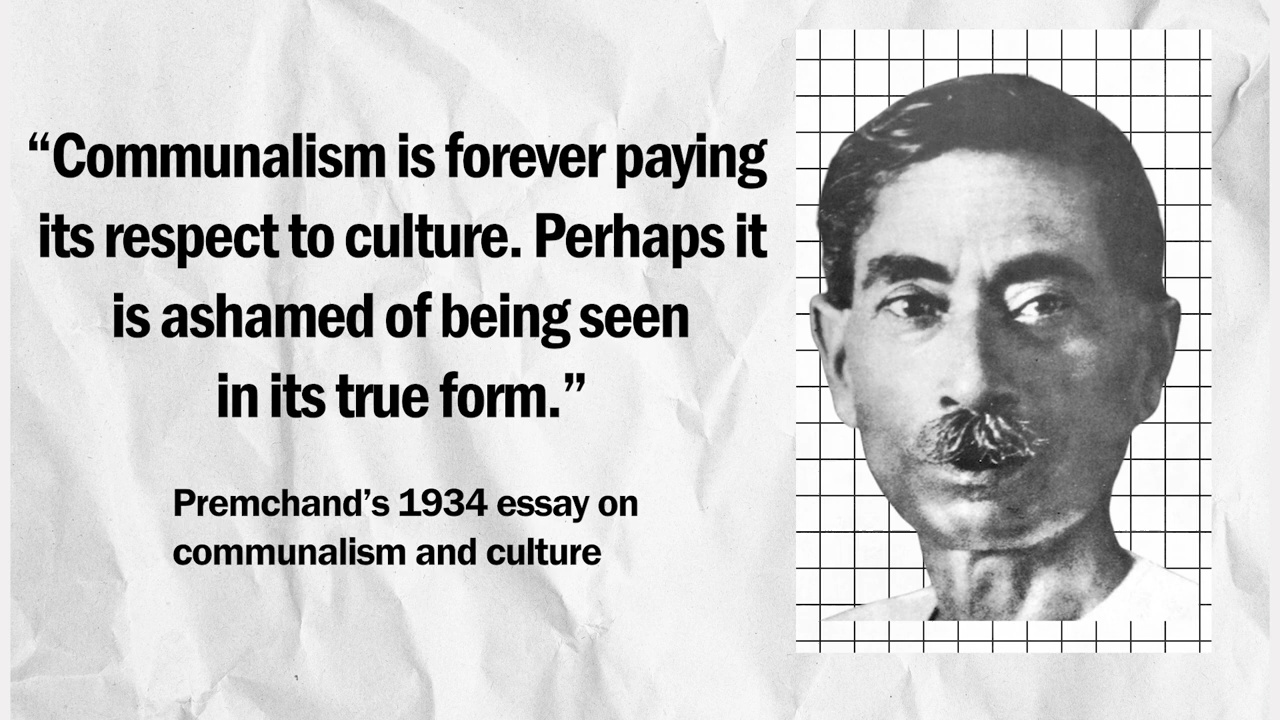 “Communalism is forever paying
its respect to culture. Perhaps it
is ashamed of being seen
in its true form.”
Premchand’s 1934 essay on
communalism and culture